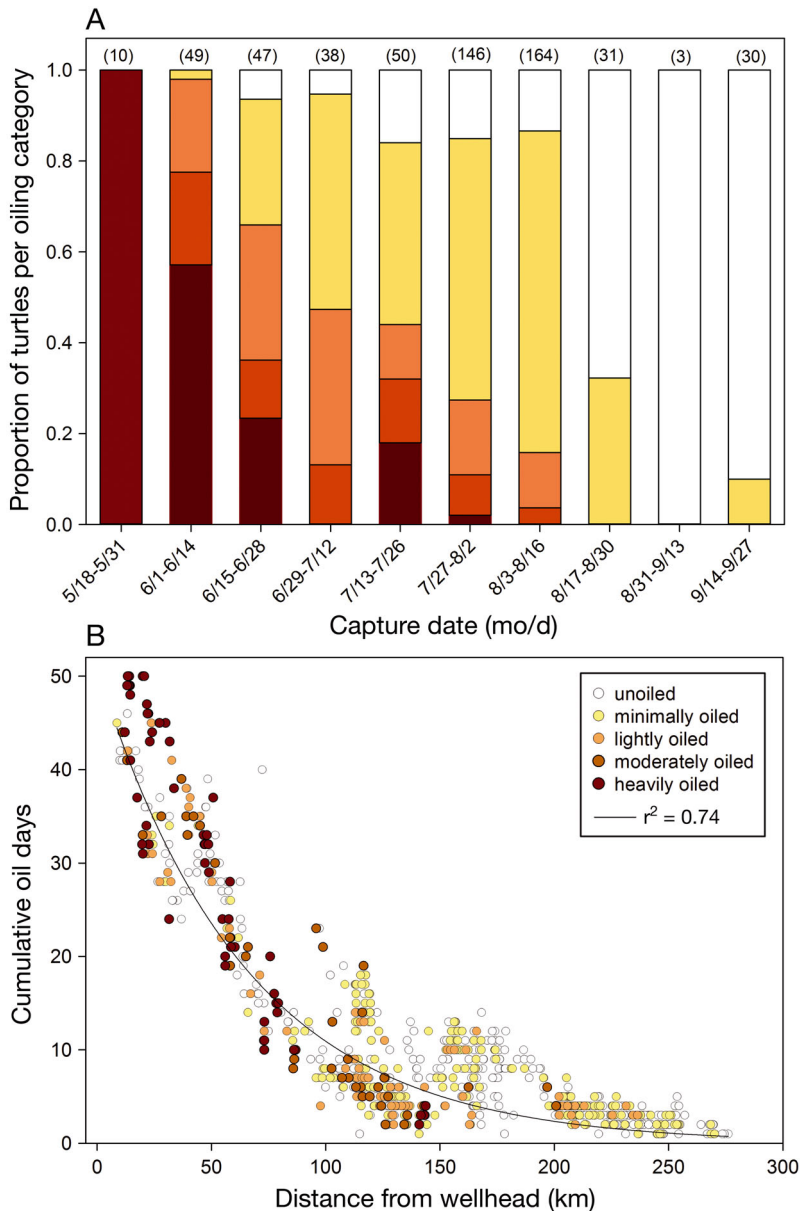 A
(10) (49) (47) (38) (50) (146) (164) (31) (3) (30)
1.0
0.8
0.6
0.4
0.2
0.0
Proportion of turtles per oiling category
5/18-5/31 6/1-6/14 6/15-6/28 6/29-7/12 7/13-7/26 7/27-8/2 8/3-8/16 8/17-8/30 8/31-9/13 9/14-9/27
Capture date (mo/d)
B
50
40
30
20
10
0
Cumulative oil days
unoiled
minimally oiled
lightly oiled
moderately oiled
heavily oiled
r² = 0.74
0 50 100 150 200 250 300
Distance from wellhead (km)